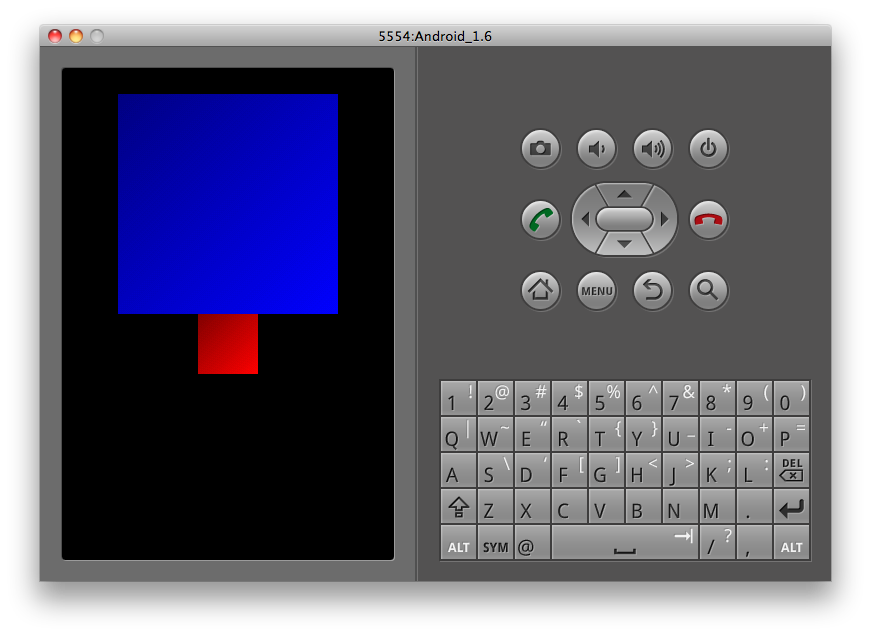 5554:Android_1.6
MENU
1 ! 2 @ 3 # 4 $ 5 % 6 ^ 7 & 8 * 9 ( 0 )
Q | W ~ E “ R ` T { Y } U _ I - O + P =
A S \ D ‘ F [ G ] H < J > K ; L : DEL
Z X C V B N M .
ALT SYM @ / ? , ALT